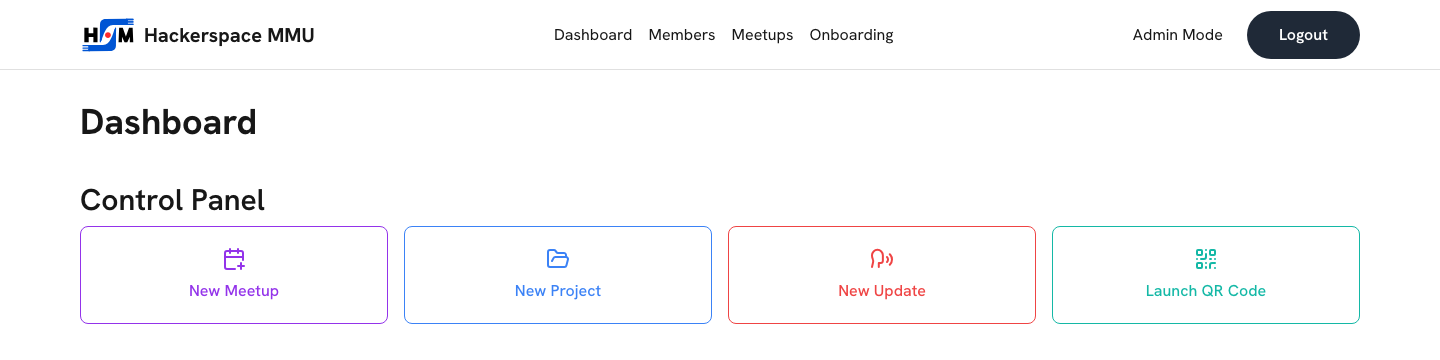 HSM Hackerspace MMU
Dashboard Members Meetups Onboarding
Admin Mode
Logout
Dashboard
Control Panel
New Meetup
New Project
New Update
Launch QR Code